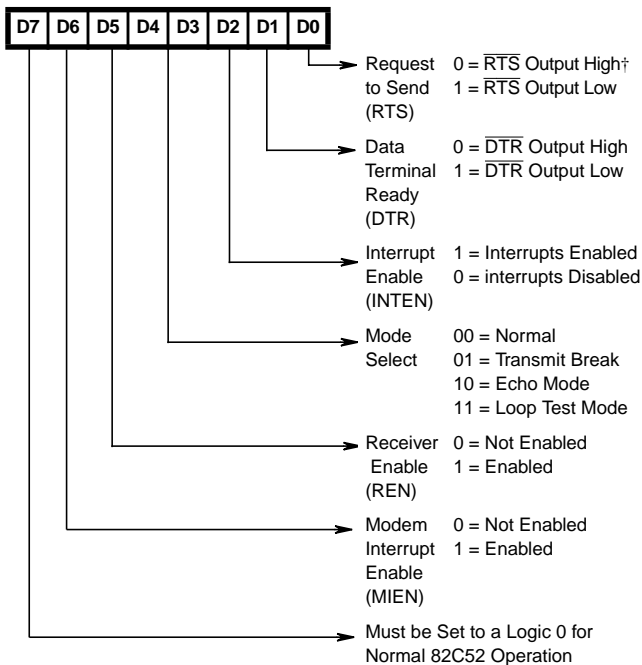 D7 D6 D5 D4 D3 D2 D1 D0
Request 0 = RTS Output High†
to Send 1 = RTS Output Low
(RTS)
Data 0 = DTR Output High
Terminal 1 = DTR Output Low
Ready
(DTR)
Interrupt 1 = Interrupts Enabled
Enable 0 = interrupts Disabled
(INTEN)
Mode 00 = Normal
Select 01 = Transmit Break
10 = Echo Mode
11 = Loop Test Mode
Receiver 0 = Not Enabled
Enable 1 = Enabled
(REN)
Modem 0 = Not Enabled
Interrupt 1 = Enabled
Enable
(MIEN)
Must be Set to a Logic 0 for
Normal 82C52 Operation